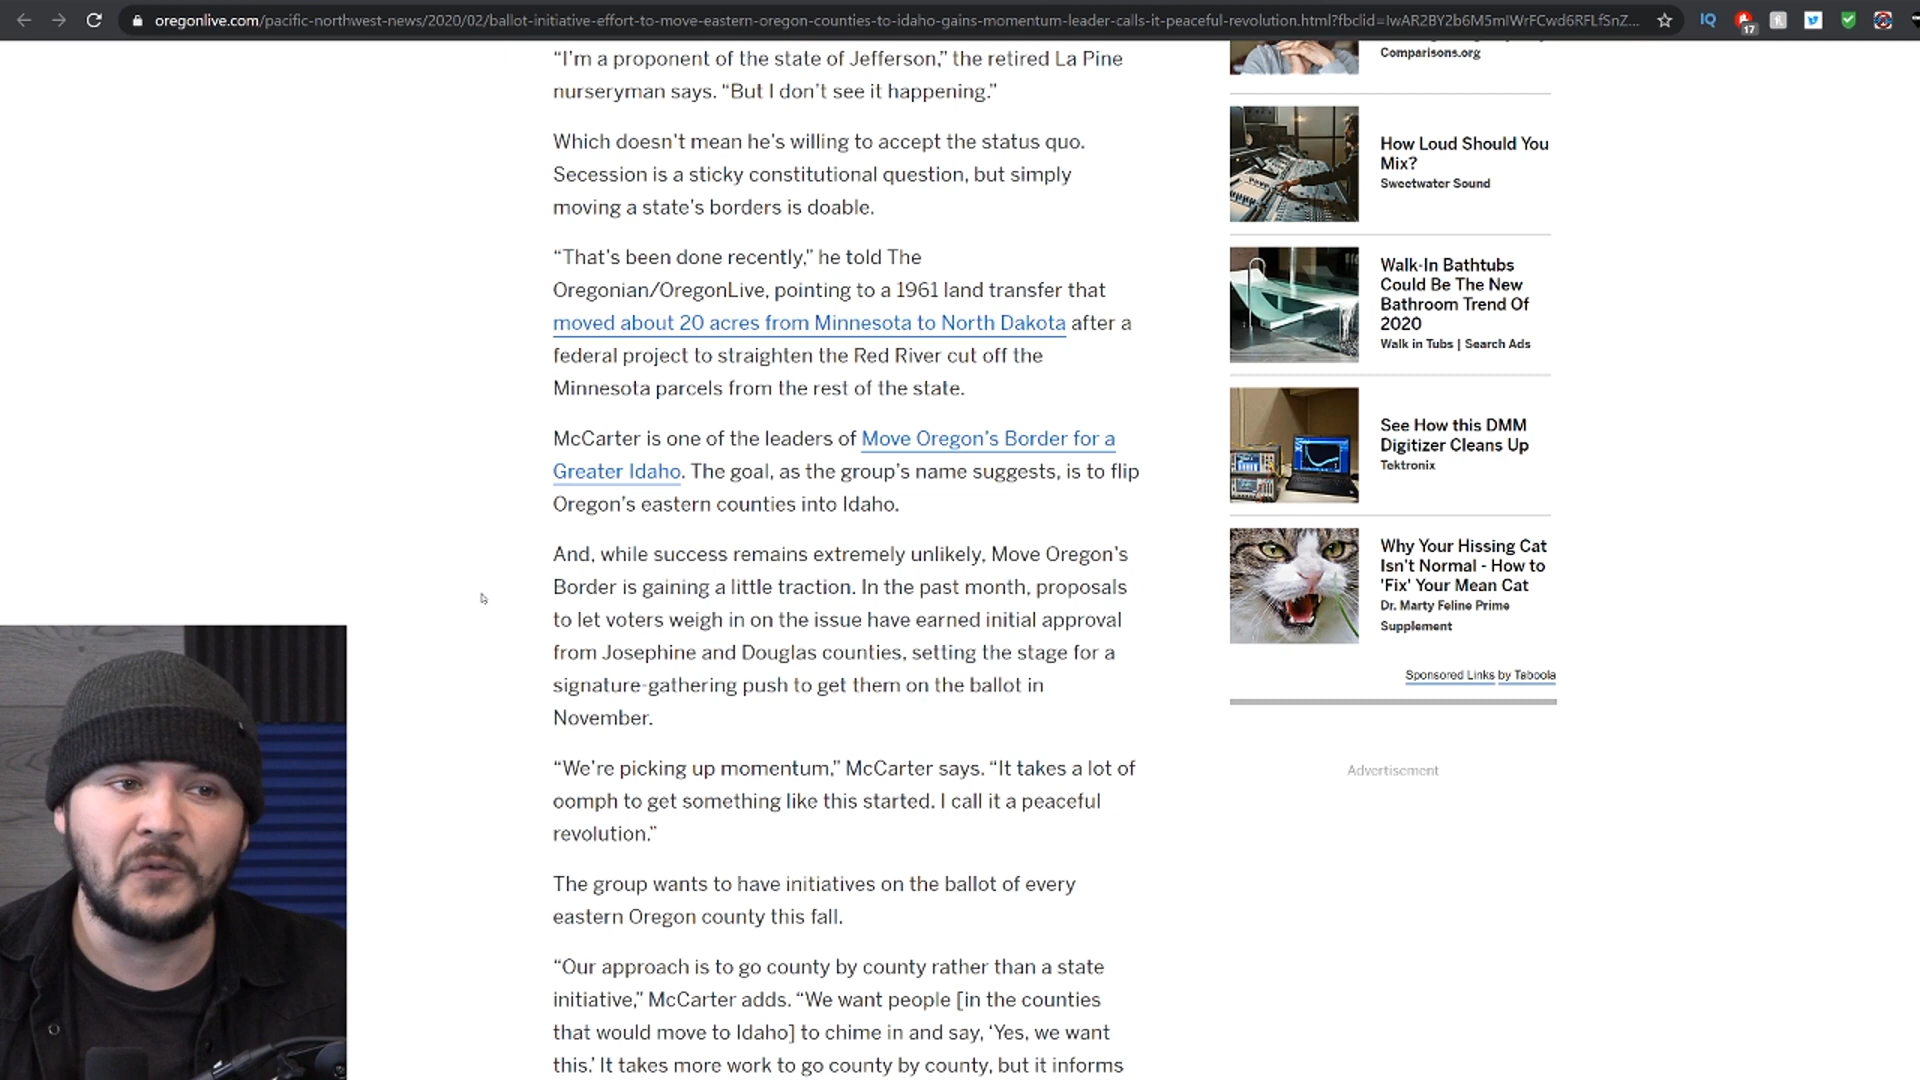 oregonlive.com/pacific-northwest-news/2020/02/ballot-initiative-effort-to-move-eastern-oregon-counties-to-idaho-gains-momentum-leader-calls-it-peaceful-revolution.html?fbclid=IwAR2BY2b6M5mIWrFCwd6RFLfSnZ...
IQ
17
“I’m a proponent of the state of Jefferson,” the retired La Pine
nurseryman says. “But I don’t see it happening.”
Which doesn’t mean he’s willing to accept the status quo.
Secession is a sticky constitutional question, but simply
moving a state’s borders is doable.
“That’s been done recently,” he told The
Oregonian/OregonLive, pointing to a 1961 land transfer that
moved about 20 acres from Minnesota to North Dakota after a
federal project to straighten the Red River cut off the
Minnesota parcels from the rest of the state.
McCarter is one of the leaders of Move Oregon’s Border for a
Greater Idaho. The goal, as the group’s name suggests, is to flip
Oregon’s eastern counties into Idaho.
And, while success remains extremely unlikely, Move Oregon’s
Border is gaining a little traction. In the past month, proposals
to let voters weigh in on the issue have earned initial approval
from Josephine and Douglas counties, setting the stage for a
signature-gathering push to get them on the ballot in
November.
“We’re picking up momentum,” McCarter says. “It takes a lot of
oomph to get something like this started. I call it a peaceful
revolution.”
The group wants to have initiatives on the ballot of every
eastern Oregon county this fall.
“Our approach is to go county by county rather than a state
initiative,” McCarter adds. “We want people [in the counties
that would move to Idaho] to chime in and say, ‘Yes, we want
this.’ It takes more work to go county by county, but it informs
Comparisons.org
How Loud Should You
Mix?
Sweetwater Sound
Walk-In Bathtubs
Could Be The New
Bathroom Trend Of
2020
Walk in Tubs | Search Ads
See How this DMM
Digitizer Cleans Up
Tektronix
Why Your Hissing Cat
Isn't Normal - How to
'Fix' Your Mean Cat
Dr. Marty Feline Prime
Supplement
Sponsored Links by Taboola
Advertisement